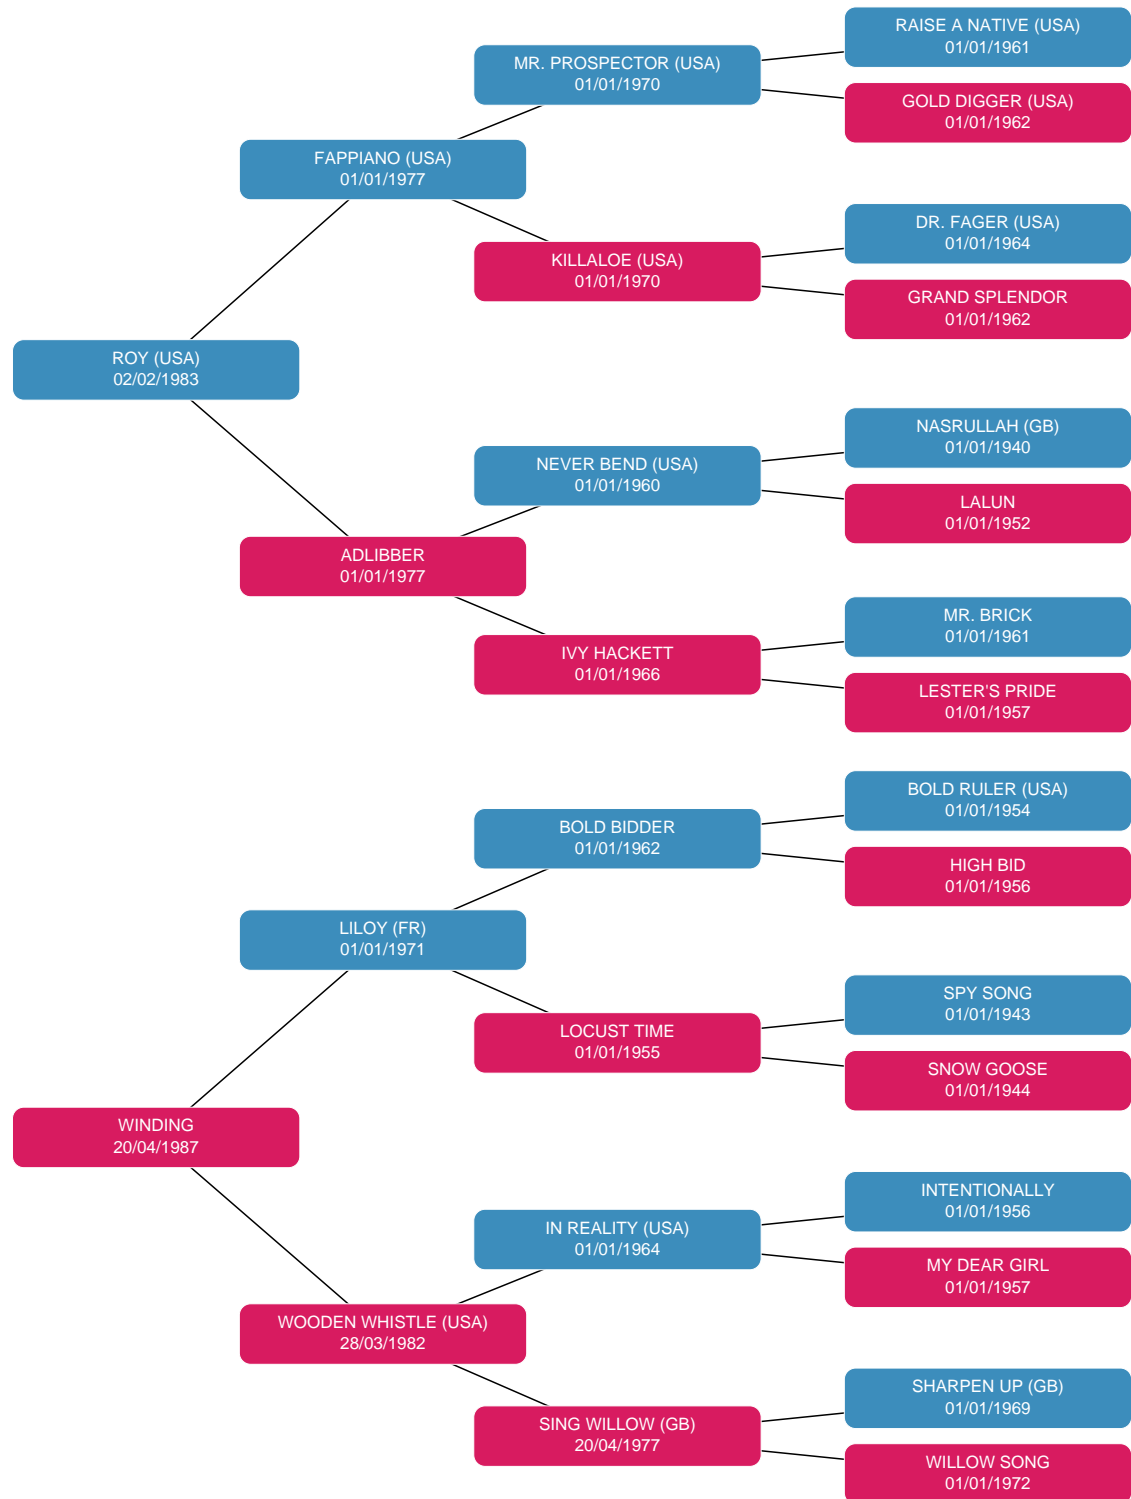 RAISE A NATIVE (USA)
01/01/1961
MR. PROSPECTOR (USA)
01/01/1970
GOLD DIGGER (USA)
01/01/1962
FAPPIANO (USA)
01/01/1977
DR. FAGER (USA)
01/01/1964
KILLALOE (USA)
01/01/1970
GRAND SPLENDOR
01/01/1962
ROY (USA)
02/02/1983
NASRULLAH (GB)
01/01/1940
NEVER BEND (USA)
01/01/1960
LALUN
01/01/1952
ADLIBBER
01/01/1977
MR. BRICK
01/01/1961
IVY HACKETT
01/01/1966
LESTER'S PRIDE
01/01/1957
BOLD RULER (USA)
01/01/1954
BOLD BIDDER
01/01/1962
HIGH BID
01/01/1956
LILOY (FR)
01/01/1971
SPY SONG
01/01/1943
LOCUST TIME
01/01/1955
SNOW GOOSE
01/01/1944
WINDING
20/04/1987
INTENTIONALLY
01/01/1956
IN REALITY (USA)
01/01/1964
MY DEAR GIRL
01/01/1957
WOODEN WHISTLE (USA)
28/03/1982
SHARPEN UP (GB)
01/01/1969
SING WILLOW (GB)
20/04/1977
WILLOW SONG
01/01/1972